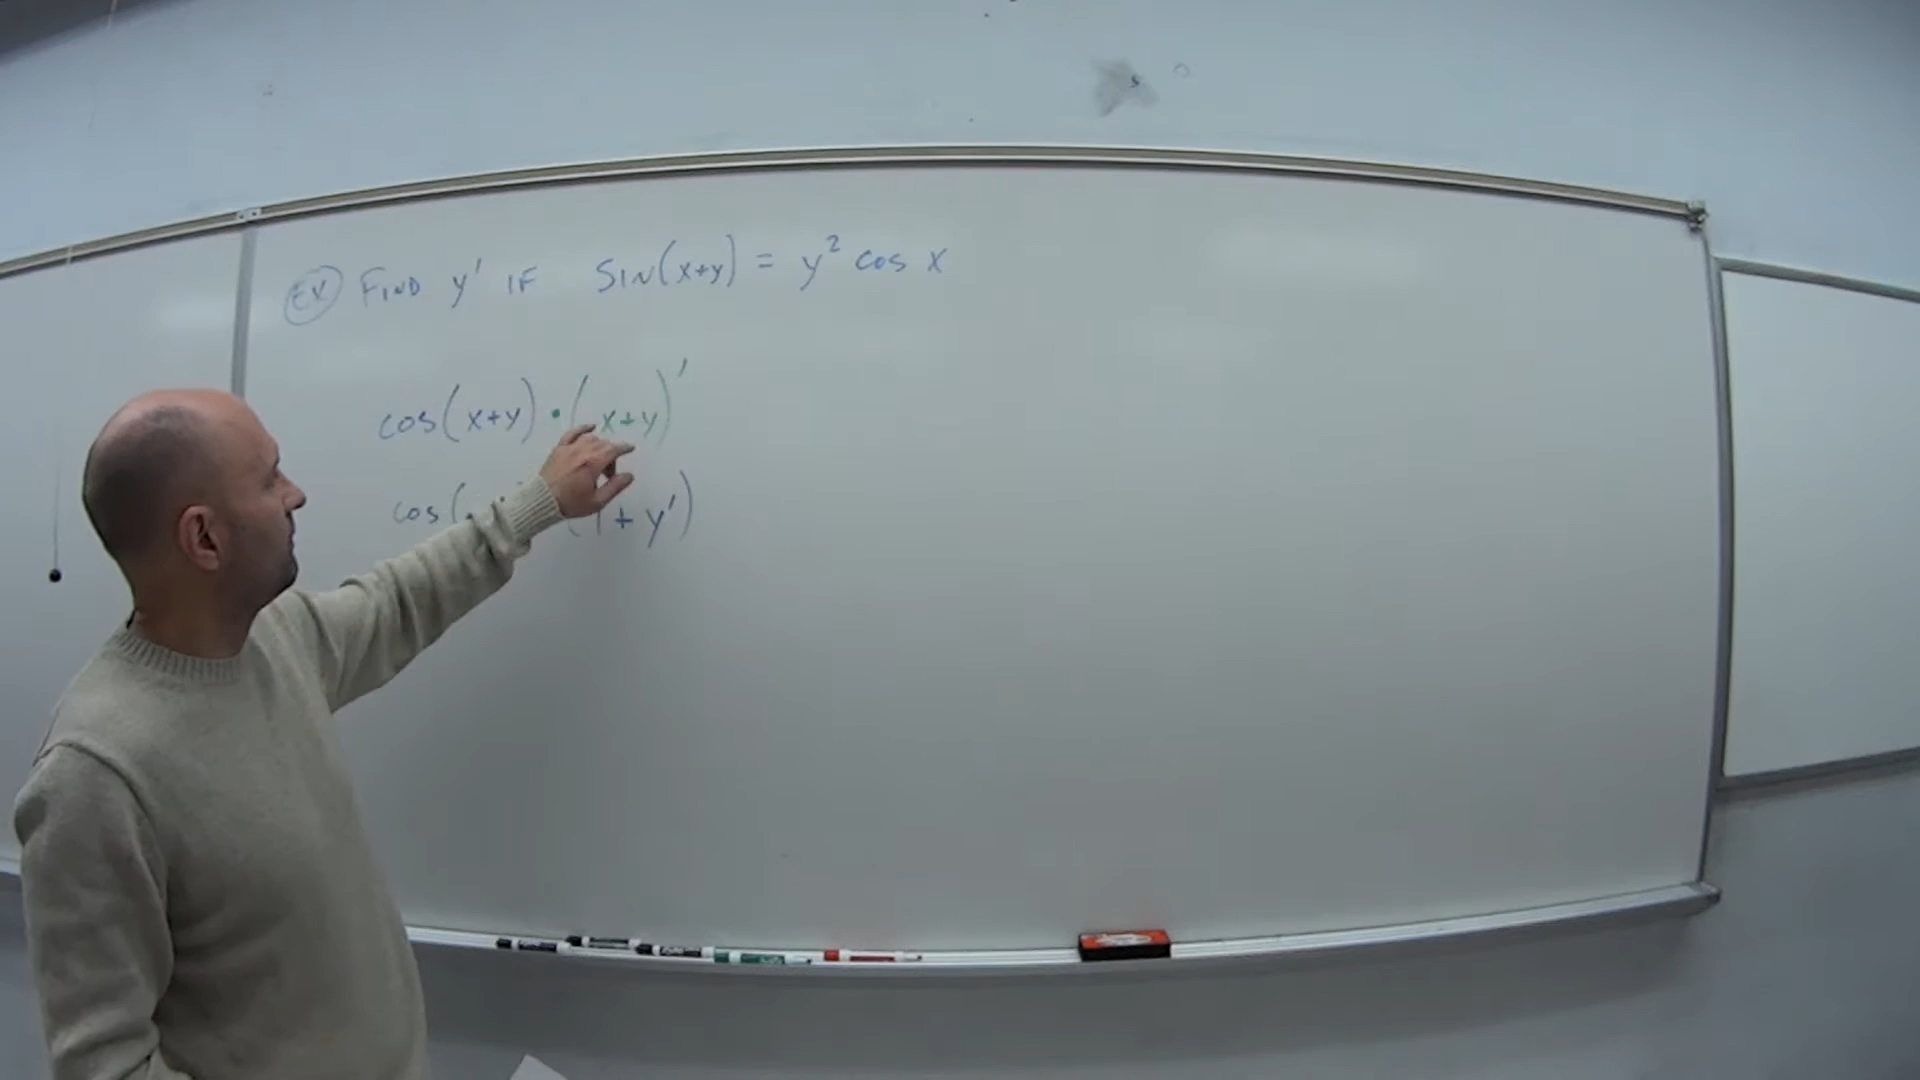 EX FIND y' IF SIN(x+y) = y² cos x
cos(x+y) • (x+y)'
cos( (1 + y')